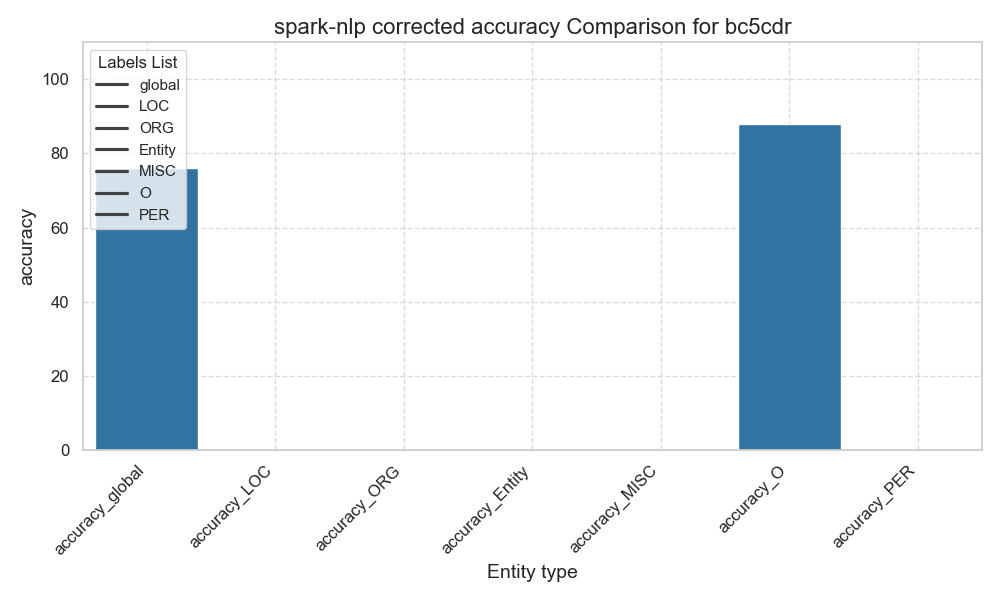 spark-nlp corrected accuracy Comparison for bc5cdr
Labels List
global
LOC
ORG
Entity
MISC
O
PER
accuracy
100
80
60
40
20
0
accuracy_global
accuracy_LOC
accuracy_ORG
accuracy_Entity
accuracy_MISC
accuracy_O
accuracy_PER
Entity type